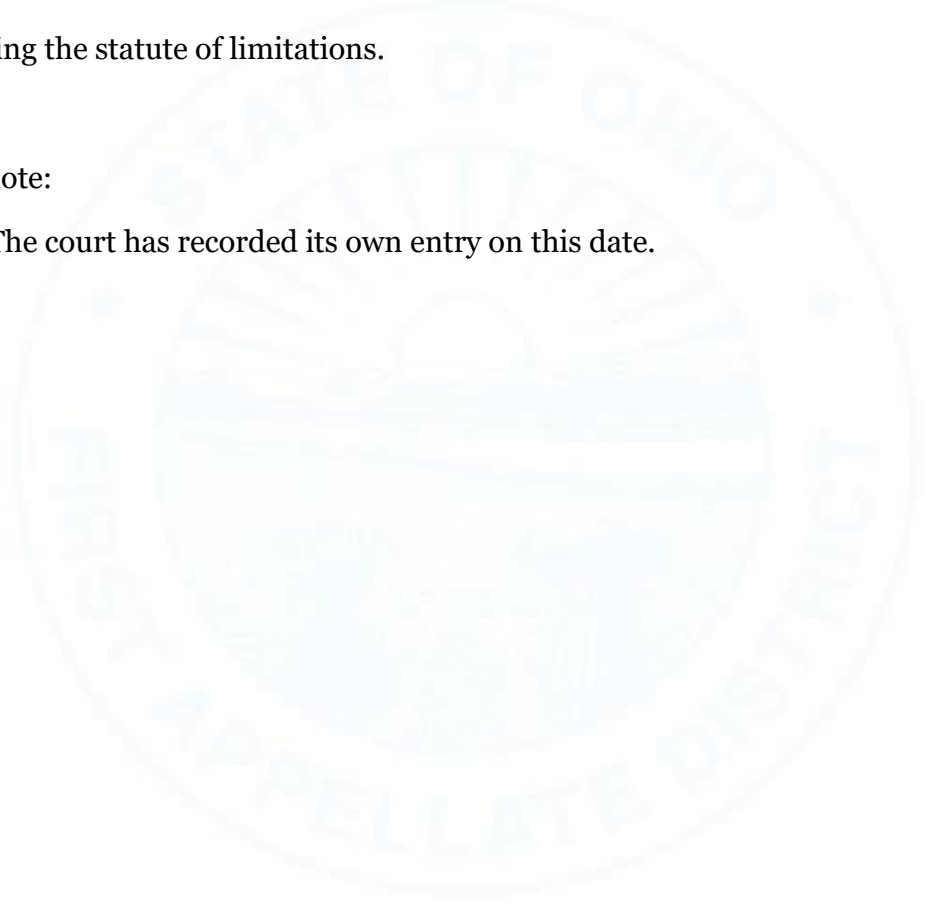 ing the statute of limitations.
ote:
The court has recorded its own entry on this date.
STATE OF OHIO
FIRST APPELLATE DISTRICT